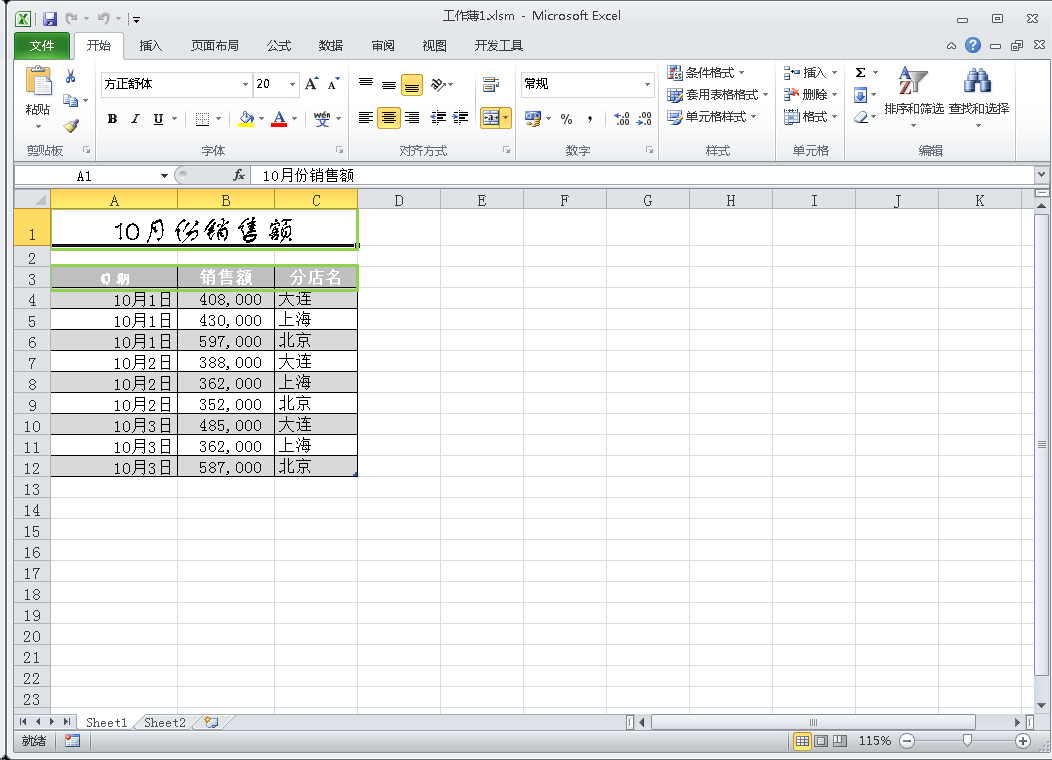 工作薄1.xlsm - Microsoft Excel
文件 开始 插入 页面布局 公式 数据 审阅 视图 开发工具
粘贴 方正舒体 20 常规 条件格式 套用表格格式 单元格样式 插入 删除 格式 排序和筛选 查找和选择
剪贴板 字体 对齐方式 数字 样式 单元格 编辑
A1 fx 10月份销售额
A B C D E F G H I J K
1 10月份销售额
2
3 日期 销售额 分店名
4 10月1日 408,000 大连
5 10月1日 430,000 上海
6 10月1日 597,000 北京
7 10月2日 388,000 大连
8 10月2日 362,000 上海
9 10月2日 352,000 北京
10 10月3日 485,000 大连
11 10月3日 362,000 上海
12 10月3日 587,000 北京
13
14
15
16
17
18
19
20
21
22
23
Sheet1 Sheet2
就绪 115%